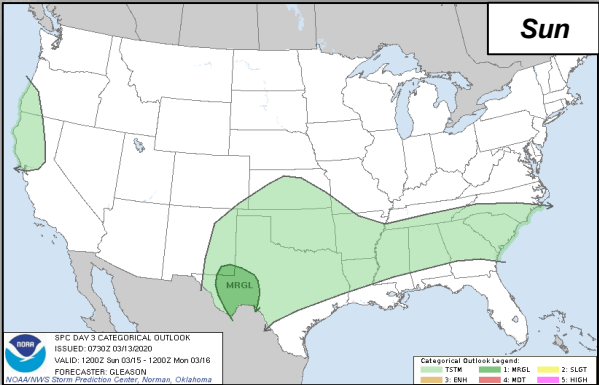 Sun
MRGL
SPC DAY 3 CATEGORICAL OUTLOOK
ISSUED: 0730Z 03/13/2020
VALID: 1200Z Sun 03/15 - 1200Z Mon 03/16
FORECASTER: GLEASON
NOAA/NWS Storm Prediction Center, Norman, Oklahoma
NOAA
Categorical Outlook Legend:
TSTM 1: MRGL 2: SLGT
3: ENH 4: MDT 5: HIGH